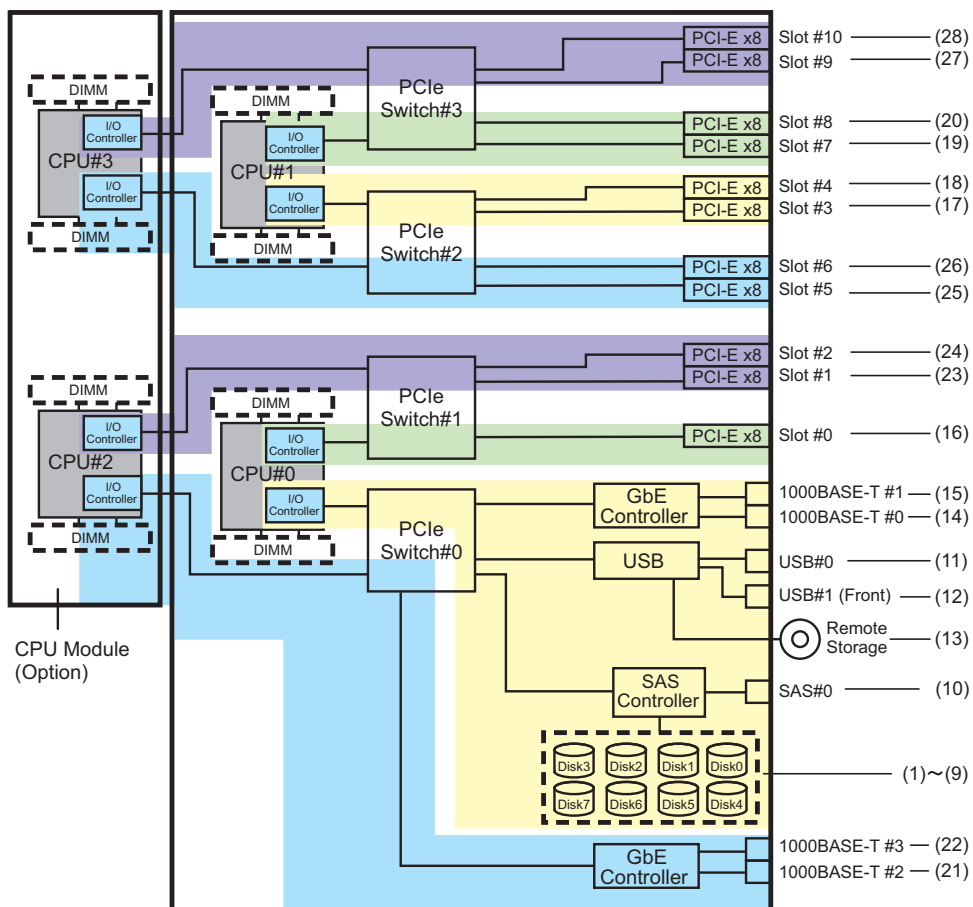 PCI-E x8 Slot #10 (28)
PCI-E x8 Slot #9 (27)
PCIe
Switch#3
DIMM
I/O
Controller
CPU#3
I/O
Controller
DIMM
DIMM
I/O
Controller
CPU#1
I/O
Controller
DIMM
PCI-E x8 Slot #8 (20)
PCI-E x8 Slot #7 (19)
PCI-E x8 Slot #4 (18)
PCI-E x8 Slot #3 (17)
PCIe
Switch#2
PCI-E x8 Slot #6 (26)
PCI-E x8 Slot #5 (25)
PCI-E x8 Slot #2 (24)
PCI-E x8 Slot #1 (23)
PCIe
Switch#1
DIMM
I/O
Controller
CPU#2
I/O
Controller
DIMM
DIMM
I/O
Controller
CPU#0
I/O
Controller
DIMM
PCI-E x8 Slot #0 (16)
PCIe
Switch#0
GbE
Controller
1000BASE-T #1 (15)
1000BASE-T #0 (14)
USB
USB#0 (11)
USB#1 (Front) (12)
Remote
Storage (13)
CPU Module
(Option)
SAS
Controller
SAS#0 (10)
Disk3 Disk2 Disk1 Disk0
Disk7 Disk6 Disk5 Disk4
(1)~(9)
GbE
Controller
1000BASE-T #3 (22)
1000BASE-T #2 (21)